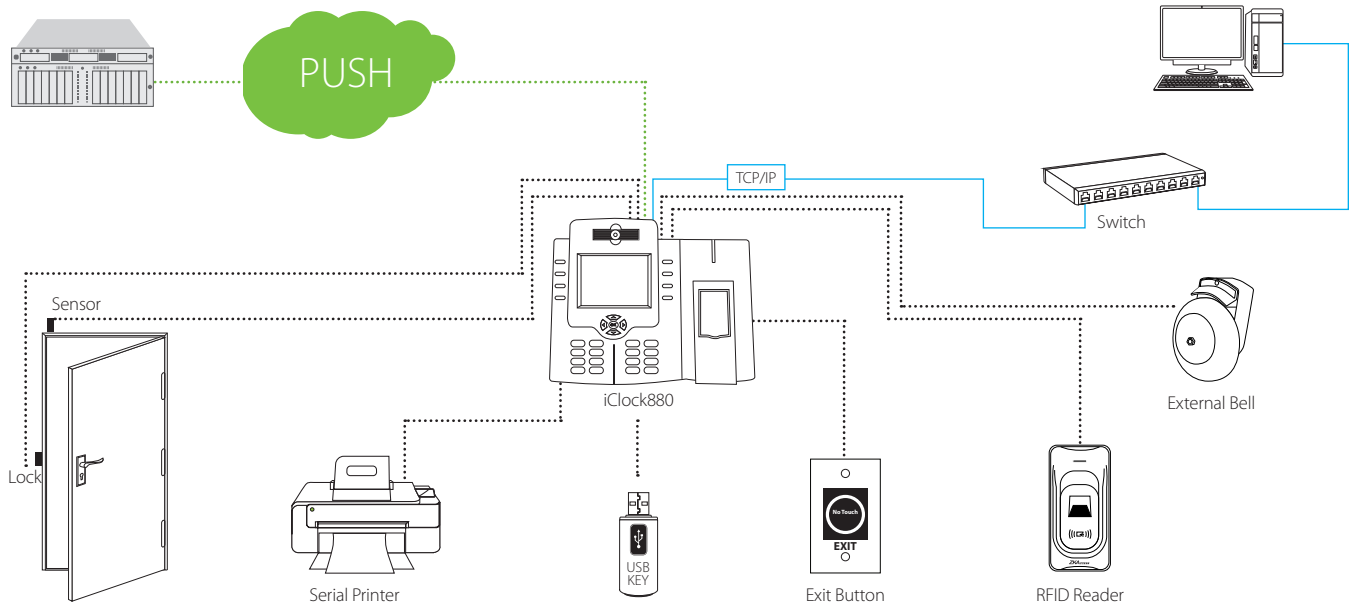 PUSH
TCP/IP
Switch
Sensor
iClock880
External Bell
Lock
No Touch
EXIT
USB
KEY
Serial Printer
Exit Button
RFID Reader